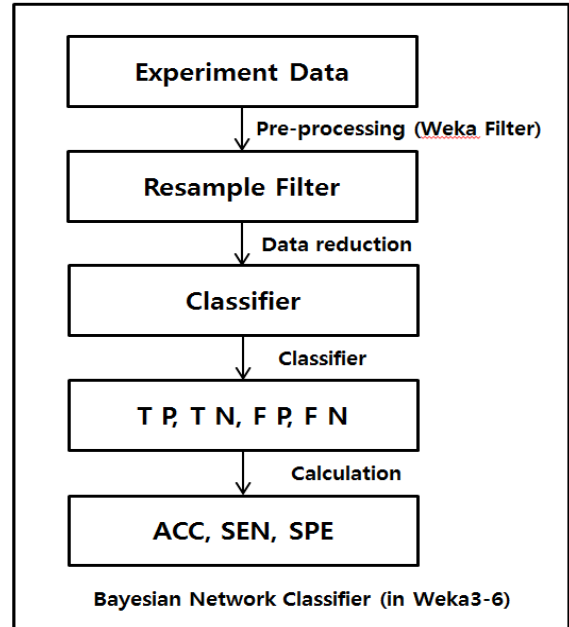 Experiment Data
Pre-processing (Weka Filter)
Resample Filter
Data reduction
Classifier
Classifier
T P, T N, F P, F N
Calculation
ACC, SEN, SPE
Bayesian Network Classifier (in Weka3-6)